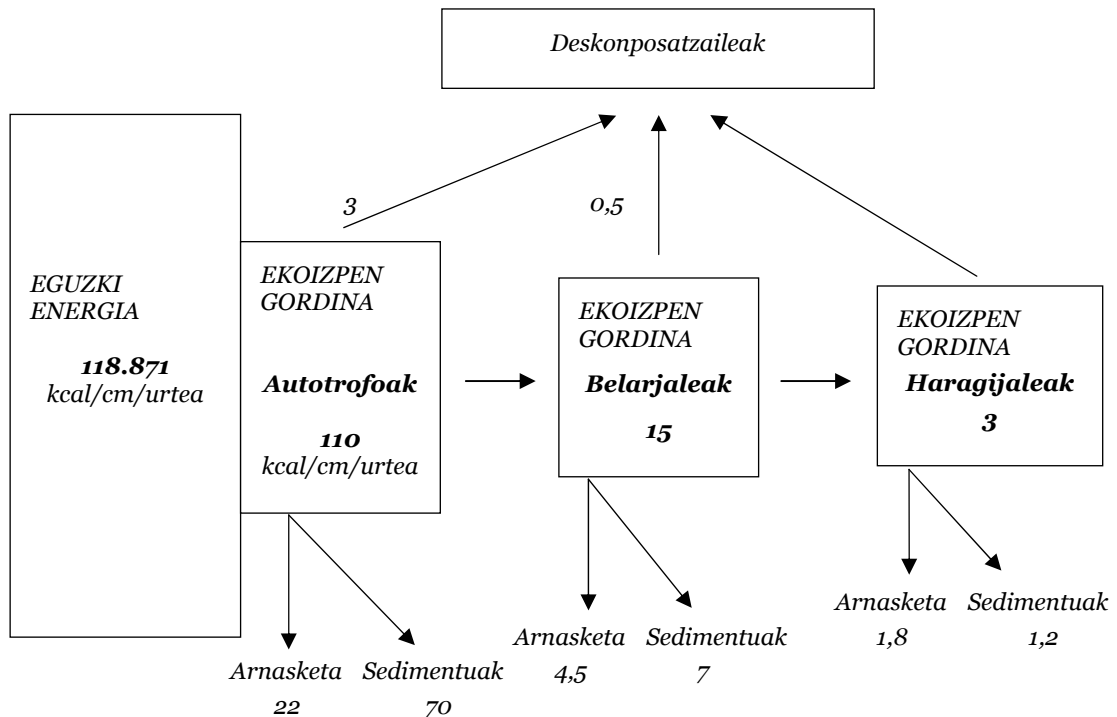 Deskonposatzaileak
3
0,5
EGUZKI
ENERGIA
118.871
kcal/cm/urtea
EKOIZPEN
GORDINA
Autotrofoak
110
kcal/cm/urtea
EKOIZPEN
GORDINA
Belarjaleak
15
EKOIZPEN
GORDINA
Haragijaleak
3
Arnasketa
22
Sedimentuak
70
Arnasketa
4,5
Sedimentuak
7
Arnasketa
1,8
Sedimentuak
1,2